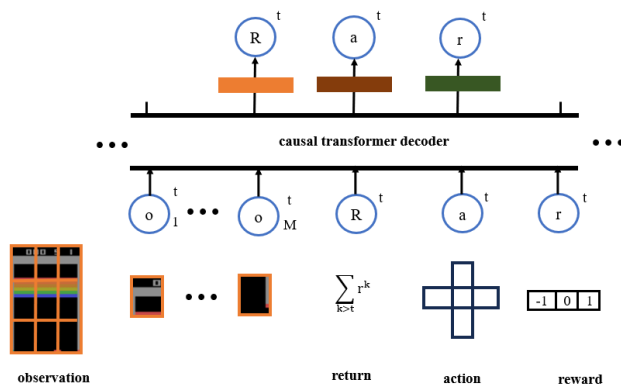 t t t
R a r
causal transformer decoder
t t t t t
o 1 o M R a r
∑ r^k
k>t
-1 0 1
observation return action reward